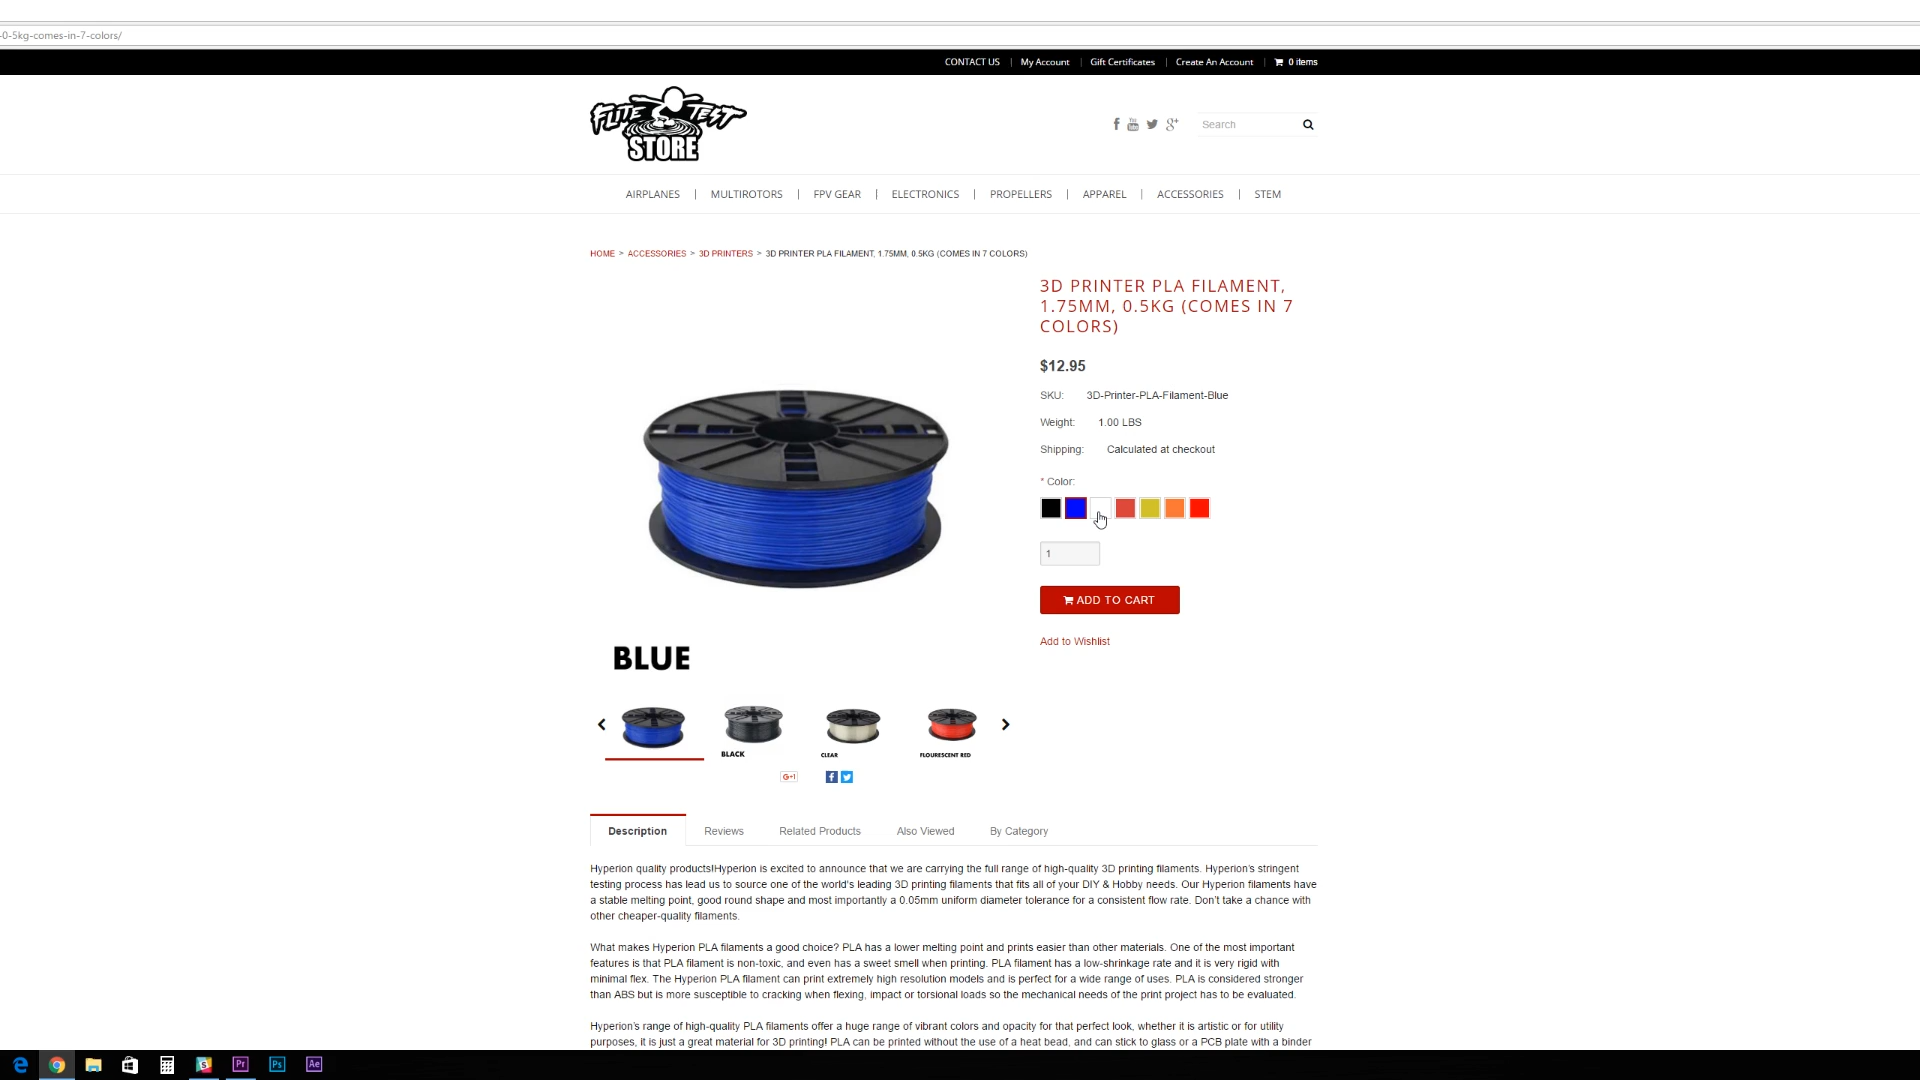 -0-5kg-comes-in-7-colors/
CONTACT US | My Account | Gift Certificates | Create An Account | 0 items
FLITE TEST
STORE
Search
AIRPLANES | MULTIROTORS | FPV GEAR | ELECTRONICS | PROPELLERS | APPAREL | ACCESSORIES | STEM
HOME > ACCESSORIES > 3D PRINTERS > 3D PRINTER PLA FILAMENT, 1.75MM, 0.5KG (COMES IN 7 COLORS)
3D PRINTER PLA FILAMENT,
1.75MM, 0.5KG (COMES IN 7
COLORS)
$12.95
SKU: 3D-Printer-PLA-Filament-Blue
Weight: 1.00 LBS
Shipping: Calculated at checkout
* Color:
1
ADD TO CART
Add to Wishlist
BLUE
BLACK
CLEAR
FLOURESCENT RED
G+1
Description Reviews Related Products Also Viewed By Category
Hyperion quality products!Hyperion is excited to announce that we are carrying the full range of high-quality 3D printing filaments. Hyperion's stringent
testing process has lead us to source one of the world's leading 3D printing filaments that fits all of your DIY & Hobby needs. Our Hyperion filaments have
a stable melting point, good round shape and most importantly a 0.05mm uniform diameter tolerance for a consistent flow rate. Don't take a chance with
other cheaper-quality filaments.
What makes Hyperion PLA filaments a good choice? PLA has a lower melting point and prints easier than other materials. One of the most important
features is that PLA filament is non-toxic, and even has a sweet smell when printing. PLA filament has a low-shrinkage rate and it is very rigid with
minimal flex. The Hyperion PLA filament can print extremely high resolution models and is perfect for a wide range of uses. PLA is considered stronger
than ABS but is more susceptible to cracking when flexing, impact or torsional loads so the mechanical needs of the print project has to be evaluated.
Hyperion's range of high-quality PLA filaments offer a huge range of vibrant colors and opacity for that perfect look, whether it is artistic or for utility
purposes, it is just a great material for 3D printing! PLA can be printed without the use of a heat bead, and can stick to glass or a PCB plate with a binder
Pr Ps Ae